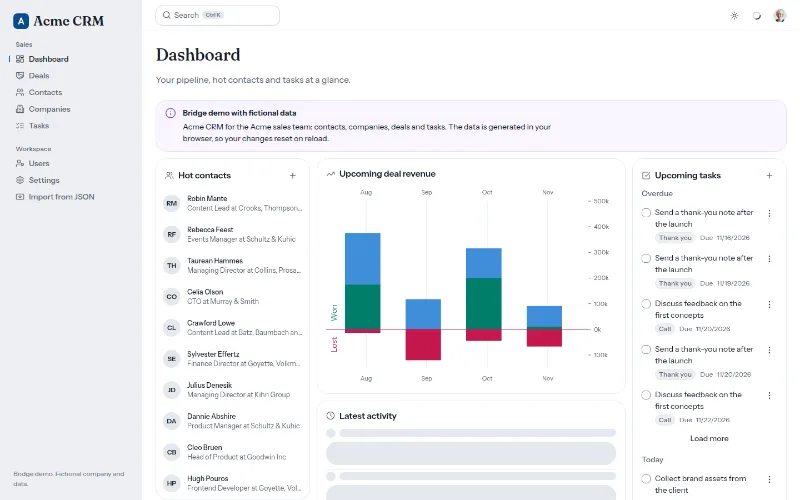 A Acme CRM
Sales
Dashboard
Deals
Contacts
Companies
Tasks
Workspace
Users
Settings
Import from JSON
Bridge demo. Fictional company and
data.
Search Ctrl K
Dashboard
Your pipeline, hot contacts and tasks at a glance.
Bridge demo with fictional data
Acme CRM for the Acme sales team: contacts, companies, deals and tasks. The data is generated in your
browser, so your changes reset on reload.
Hot contacts
RM Robin Mante
Content Lead at Crooks, Thompson...
RF Rebecca Feest
Events Manager at Schultz & Kuhic
TH Taurean Hammes
Managing Director at Collins, Prosa...
CO Celia Olson
CTO at Murray & Smith
CL Crawford Lowe
Content Lead at Batz, Baumbach an...
SE Sylvester Effertz
Finance Director at Goyette, Volkm...
JD Julius Denesik
Managing Director at Kihn Group
DA Dannie Abshire
Product Manager at Schultz & Kuhic
CB Cleo Bruen
Head of Product at Goodwin Inc
HP Hugh Pouros
Frontend Developer at Goyette, Vol...
Upcoming deal revenue
Aug Sep Oct Nov
500k
400k
300k
200k
100k
0k
100k
Won
Lost
Aug Sep Oct Nov
Latest activity
Upcoming tasks
Overdue
Send a thank-you note after
the launch
Thank you Due 11/16/2026
Send a thank-you note after
the launch
Thank you Due 11/19/2026
Discuss feedback on the
first concepts
Call Due 11/20/2026
Send a thank-you note after
the launch
Thank you Due 11/20/2026
Discuss feedback on the
first concepts
Call Due 11/22/2026
Load more
Today
Collect brand assets from
the client